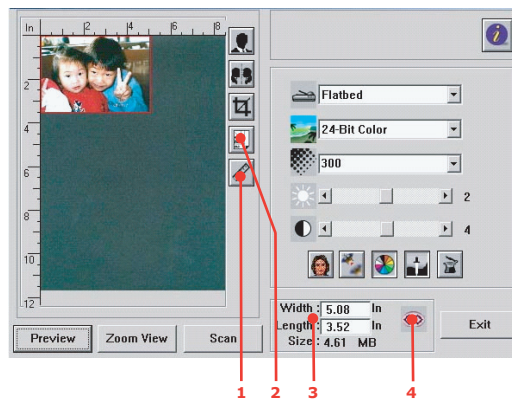 In 2 4 6 8
2
4
6
8
10
12
Flatbed
24-Bit Color
300
2
4
Width : 5.08 In
Length : 3.52 In
Size : 4.61 MB
Preview Zoom View Scan Exit
1 2 3 4